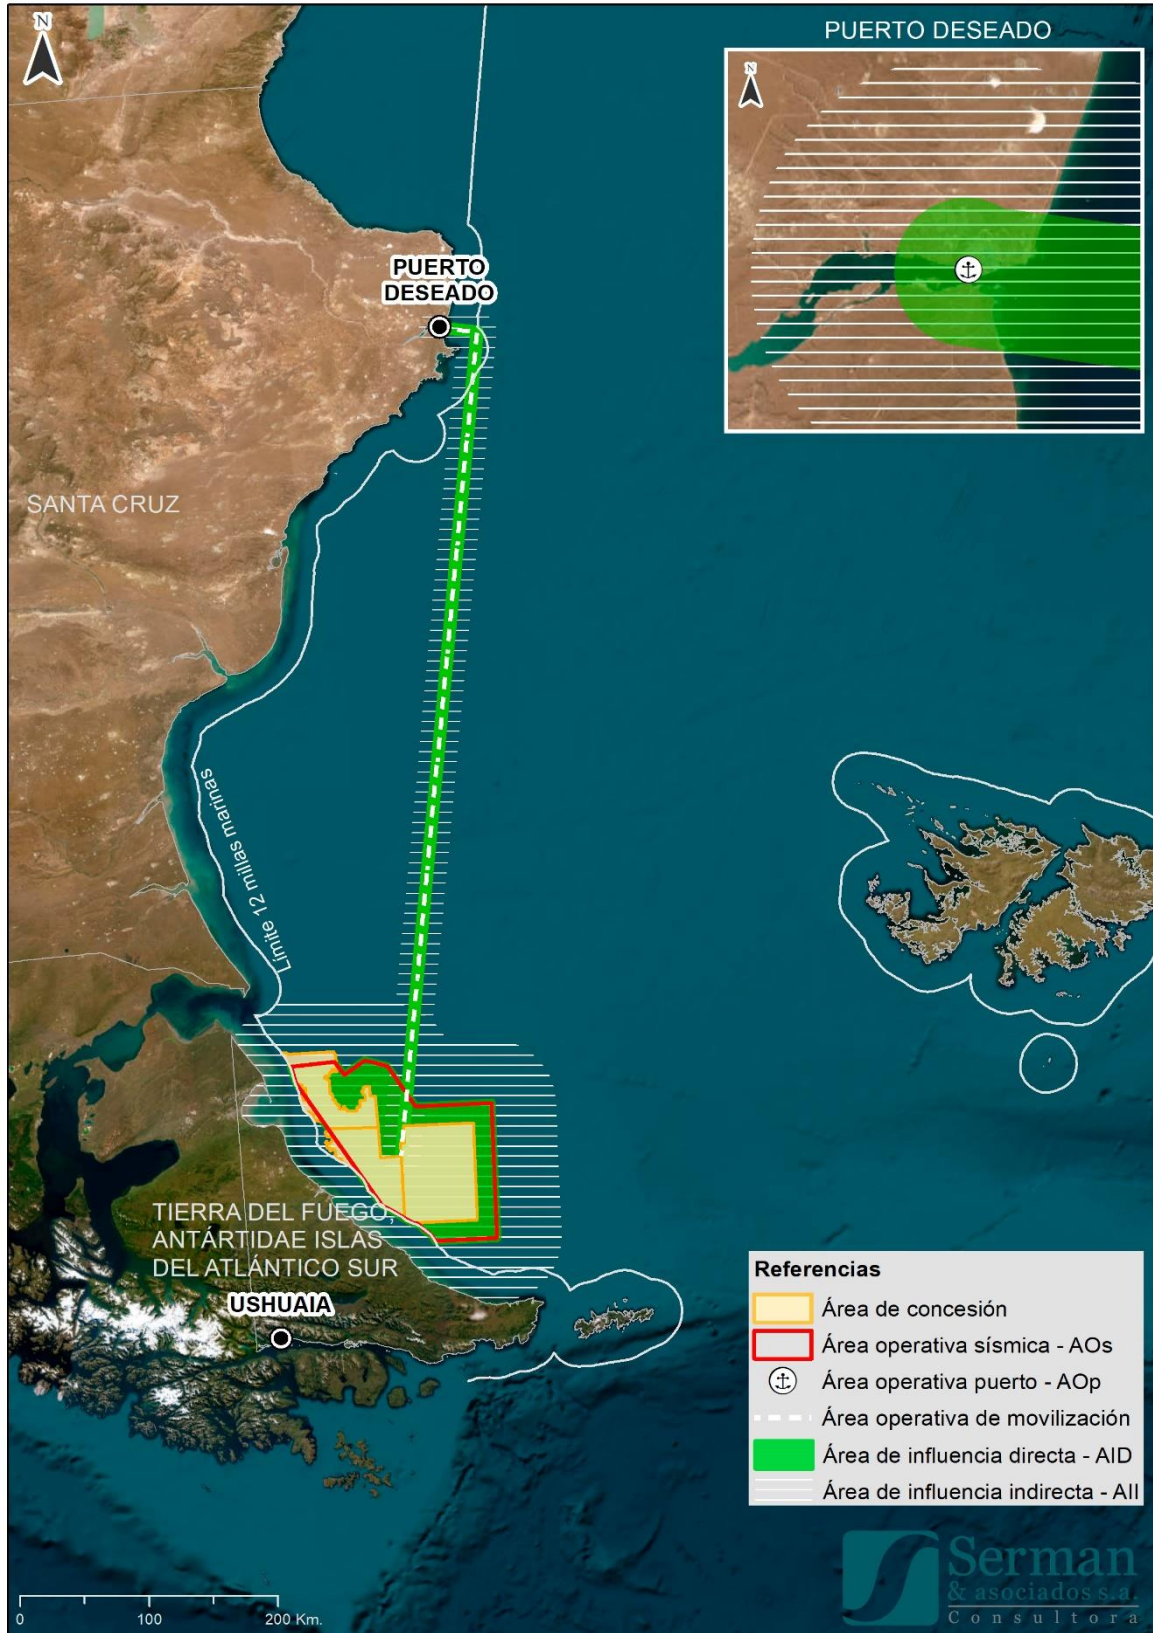 N
PUERTO DESEADO
N
PUERTO
DESEADO
SANTA CRUZ
Límite 12 millas marinas
TIERRA DEL FUEGO,
ANTÁRTIDAE ISLAS
DEL ATLÁNTICO SUR
USHUAIA
Referencias
Área de concesión
Área operativa sísmica - AOs
Área operativa puerto - AOp
Área operativa de movilización
Área de influencia directa - AID
Área de influencia indirecta - AII
Serman
& asociados s.a.
Consultora
0 100 200 Km.